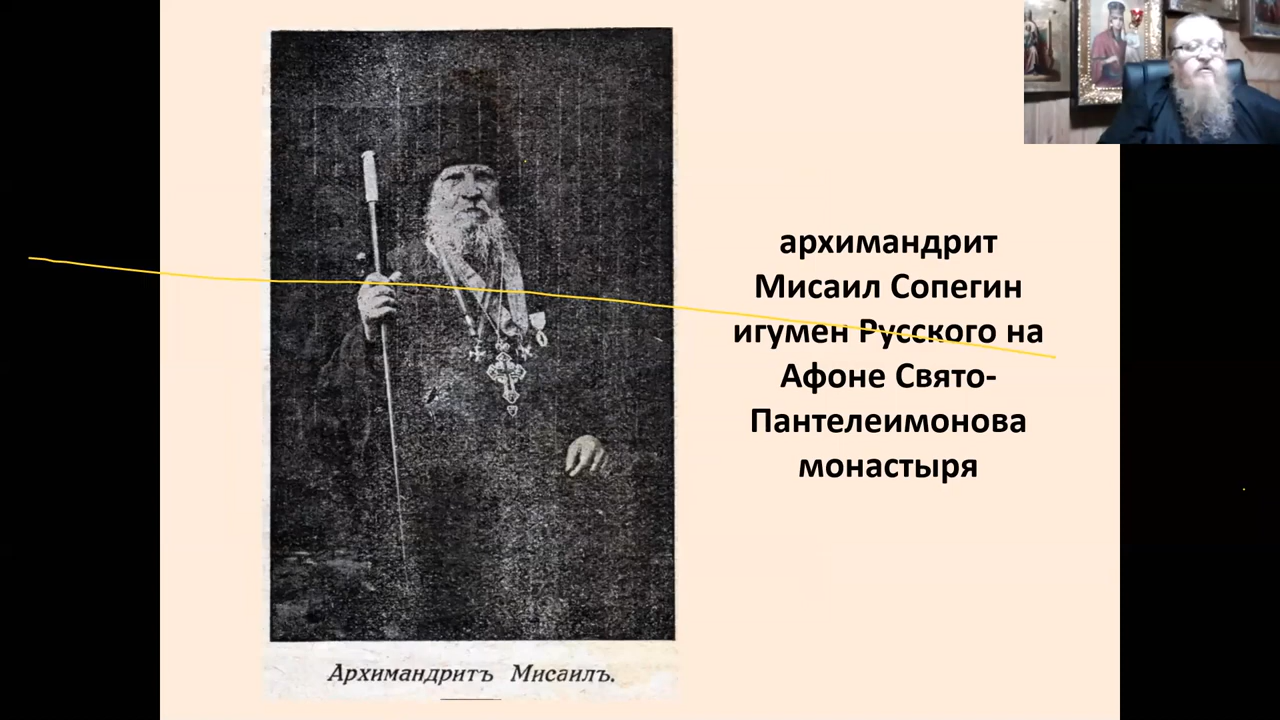 архимандрит
Мисаил Сопегин
игумен Русского на
Афоне Свято-
Пантелеимонова
монастыря
Архимандритъ Мисаилъ.